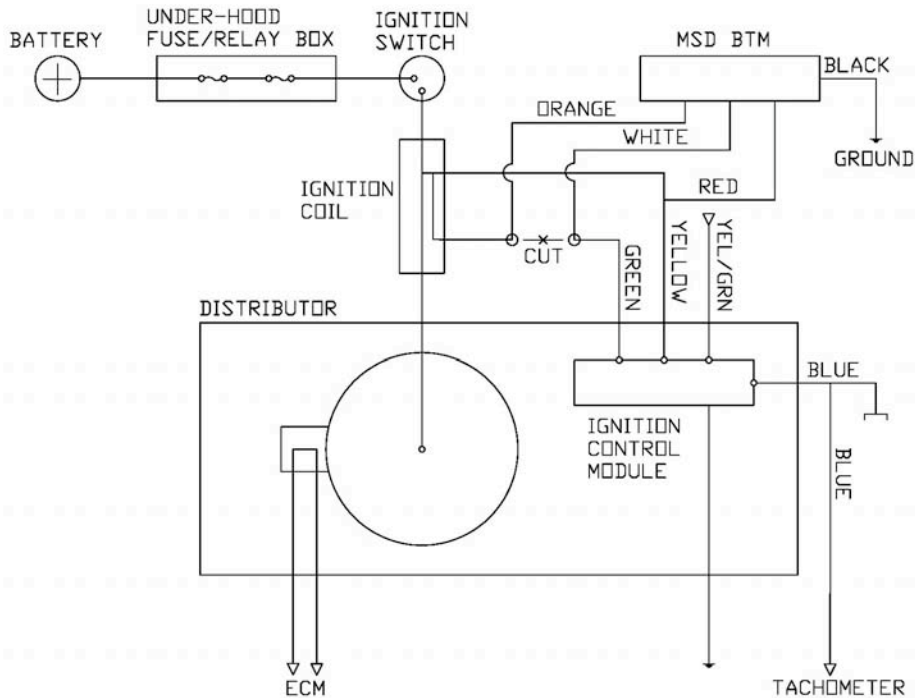 BATTERY
UNDER-HOOD
FUSE/RELAY BOX
IGNITION
SWITCH
MSD BTM
BLACK
ORANGE
WHITE
GROUND
IGNITION
COIL
RED
CUT
GREEN
YELLOW
YEL/GRN
DISTRIBUTOR
BLUE
IGNITION
CONTROL
MODULE
BLUE
ECM
TACHOMETER